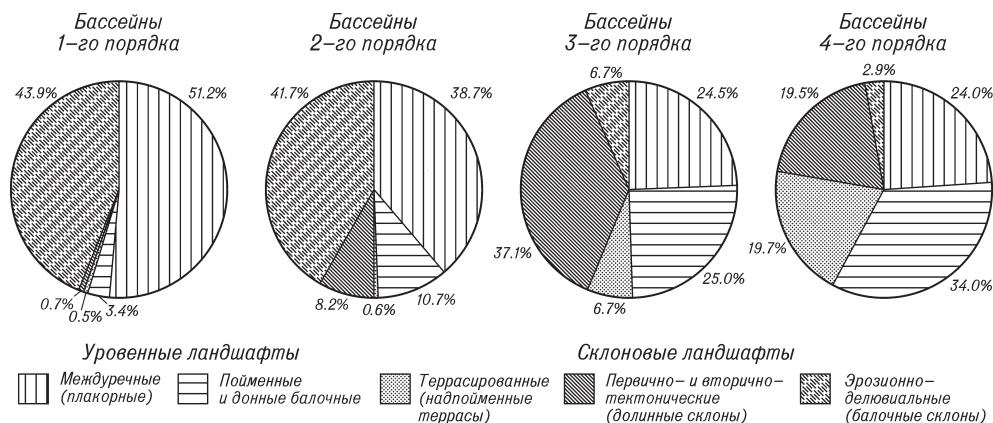 Бассейны
1–го порядка
43.9%
51.2%
0.7%
0.5%
3.4%
Бассейны
2–го порядка
41.7%
38.7%
8.2%
0.6%
10.7%
Бассейны
3–го порядка
6.7%
24.5%
37.1%
6.7%
25.0%
Бассейны
4–го порядка
2.9%
19.5%
24.0%
19.7%
34.0%
Уровенные ландшафты
Междуречные
(плакорные)
Пойменные
и донные балочные
Склоновые ландшафты
Террасированные
(надпойменные
террасы)
Первично– и вторично–
тектонические
(долинные склоны)
Эрозионно–
делювиальные
(балочные склоны)